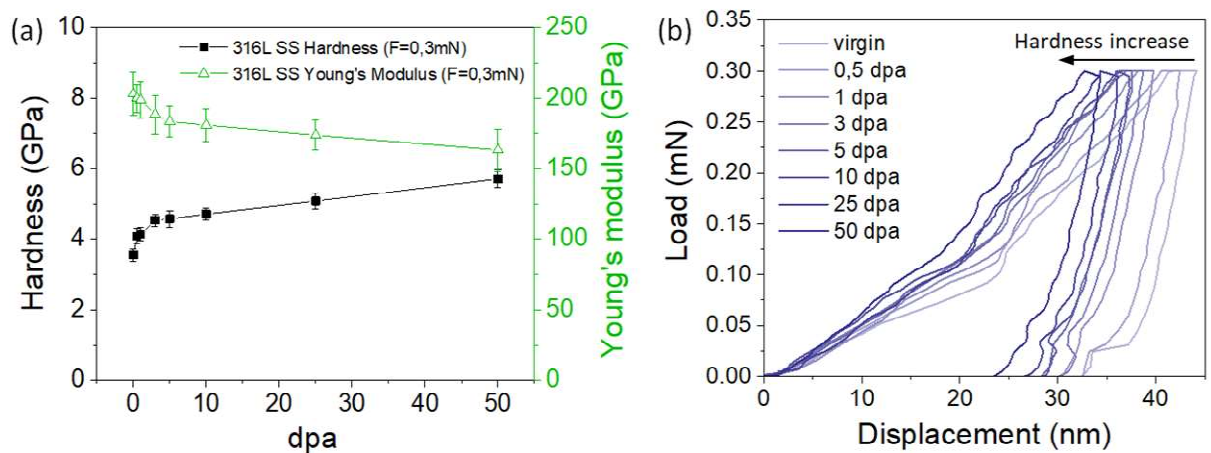 (a)
10
8
6
4
2
0
Hardness (GPa)
316L SS Hardness (F=0,3mN)
316L SS Young's Modulus (F=0,3mN)
250
200
150
100
50
0
Young's modulus (GPa)
0 10 20 30 40 50
dpa
(b)
0.30
0.25
0.20
0.15
0.10
0.05
0.00
Load (mN)
virgin
0,5 dpa
1 dpa
3 dpa
5 dpa
10 dpa
25 dpa
50 dpa
Hardness increase
0 10 20 30 40
Displacement (nm)